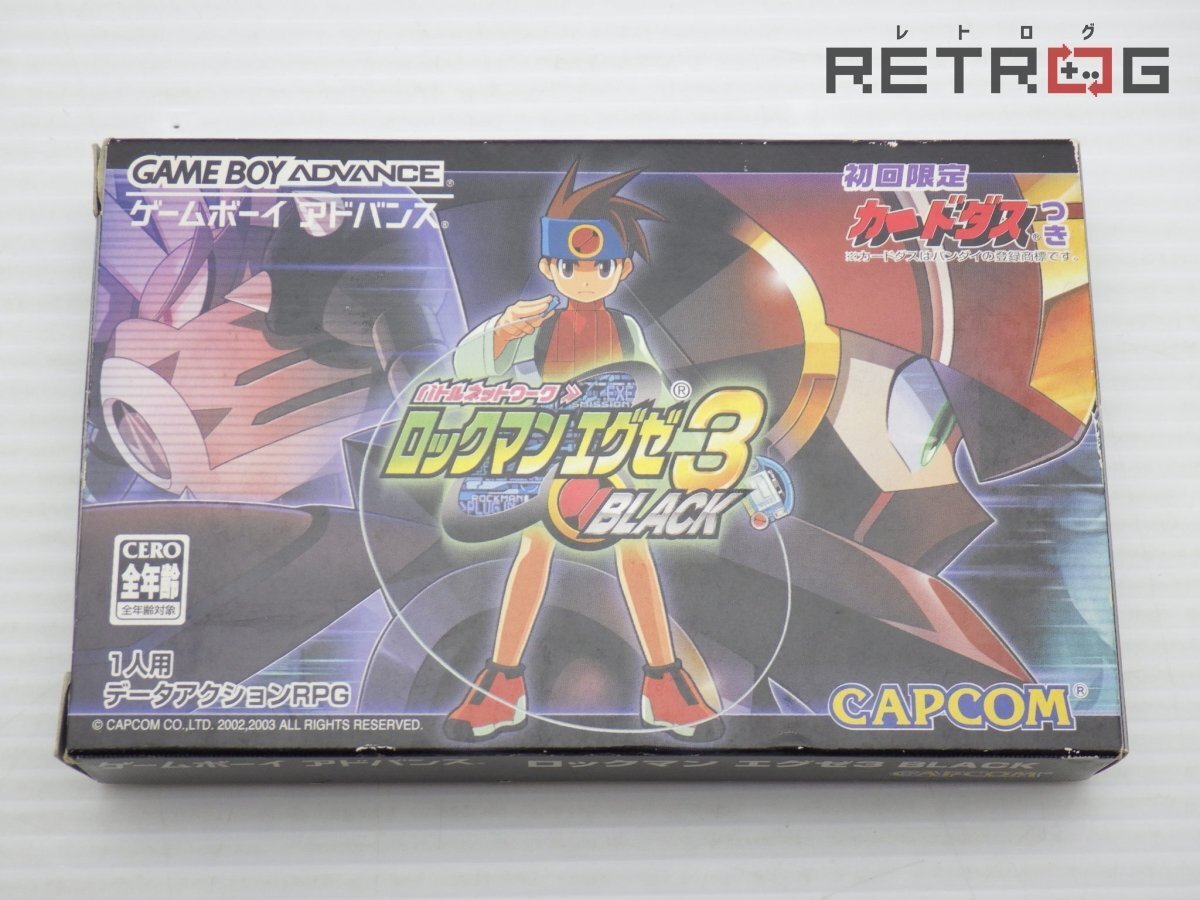 レトログ
RETROG
GAME BOY ADVANCE
ゲームボーイ アドバンス
初回限定
カードダス®つき
※カードダスはバンダイの登録商標です。
バトルネットワーク
ロックマン エグゼ3®
BLACK
ROCKMAN
PLUG IN
CERO
全年齢
全年齢対象
1人用
データアクションRPG
© CAPCOM CO.,LTD. 2002,2003 ALL RIGHTS RESERVED.
CAPCOM®
ゲームボーイ アドバンス ロックマン エグゼ3 BLACK
CAPCOM